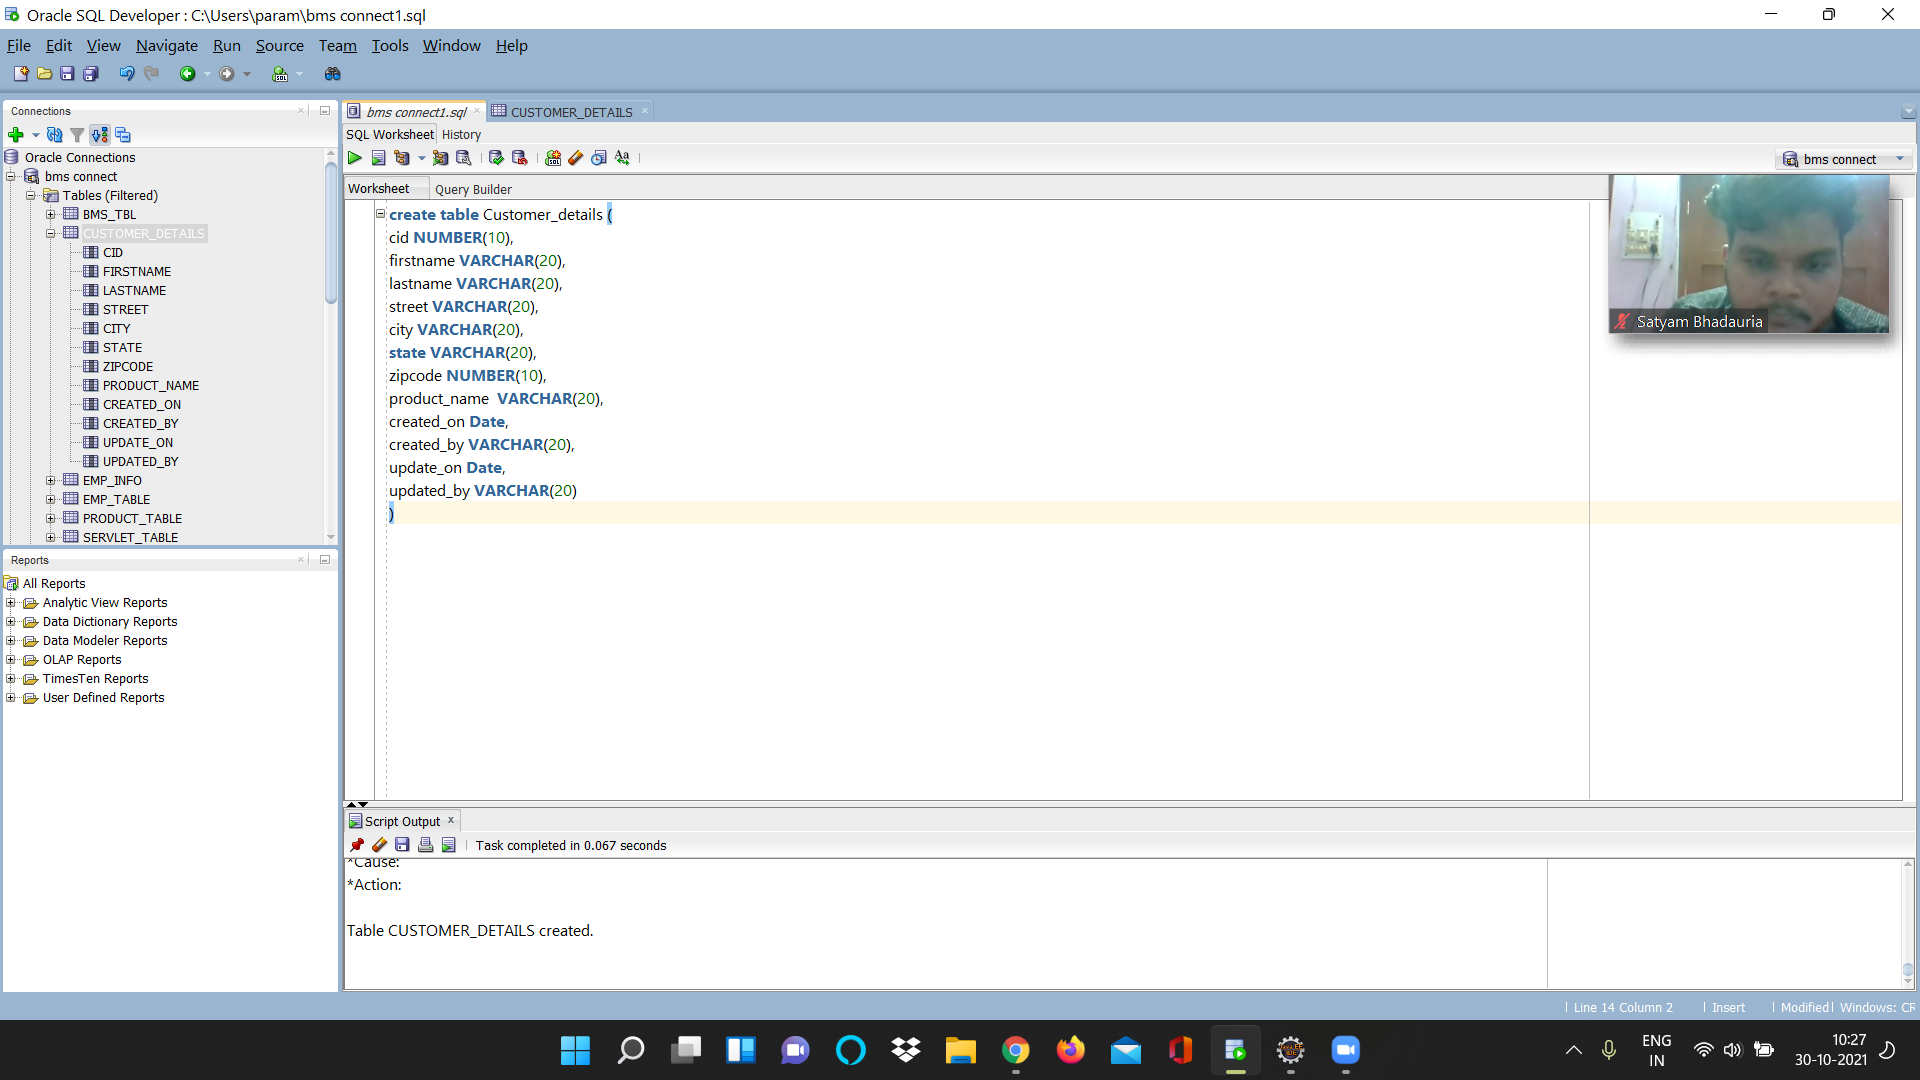 Oracle SQL Developer : C:\Users\param\bms connect1.sql
File Edit View Navigate Run Source Team Tools Window Help
Connections
Oracle Connections
bms connect
Tables (Filtered)
BMS_TBL
CUSTOMER_DETAILS
CID
FIRSTNAME
LASTNAME
STREET
CITY
STATE
ZIPCODE
PRODUCT_NAME
CREATED_ON
CREATED_BY
UPDATE_ON
UPDATED_BY
EMP_INFO
EMP_TABLE
PRODUCT_TABLE
SERVLET_TABLE
Reports
All Reports
Analytic View Reports
Data Dictionary Reports
Data Modeler Reports
OLAP Reports
TimesTen Reports
User Defined Reports
bms connect1.sql CUSTOMER_DETAILS
SQL Worksheet History
bms connect
Worksheet Query Builder
create table Customer_details (
cid NUMBER(10),
firstname VARCHAR(20),
lastname VARCHAR(20),
street VARCHAR(20),
city VARCHAR(20),
state VARCHAR(20),
zipcode NUMBER(10),
product_name  VARCHAR(20),
created_on Date,
created_by VARCHAR(20),
update_on Date,
updated_by VARCHAR(20)
)
Satyam Bhadauria
Script Output
Task completed in 0.067 seconds
*Cause:
*Action:
Table CUSTOMER_DETAILS created.
Line 14 Column 2 Insert Modified Windows: CR
ENG
IN
10:27
30-10-2021